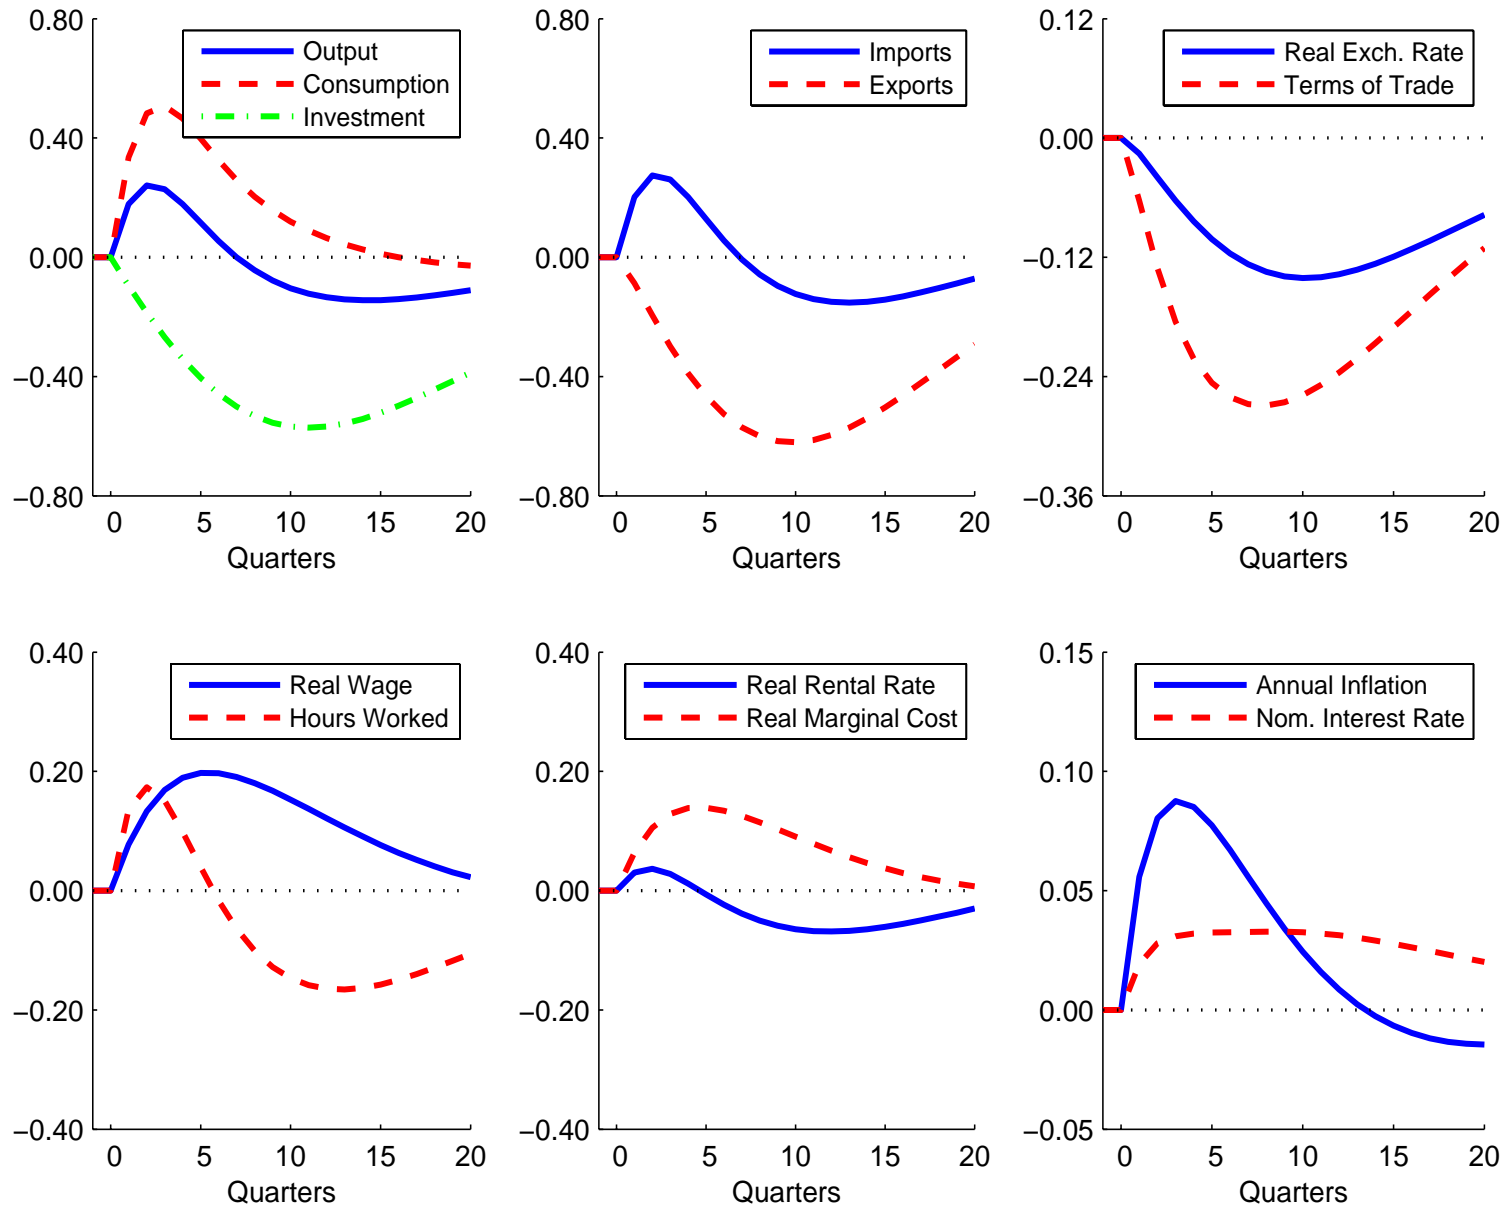 0.80
0.40
0.00
−0.40
−0.80
Output
Consumption
Investment
0 5 10 15 20
Quarters
0.80
0.40
0.00
−0.40
−0.80
Imports
Exports
0 5 10 15 20
Quarters
0.12
0.00
−0.12
−0.24
−0.36
Real Exch. Rate
Terms of Trade
0 5 10 15 20
Quarters
0.40
0.20
0.00
−0.20
−0.40
Real Wage
Hours Worked
0 5 10 15 20
Quarters
0.40
0.20
0.00
−0.20
−0.40
Real Rental Rate
Real Marginal Cost
0 5 10 15 20
Quarters
0.15
0.10
0.05
0.00
−0.05
Annual Inflation
Nom. Interest Rate
0 5 10 15 20
Quarters